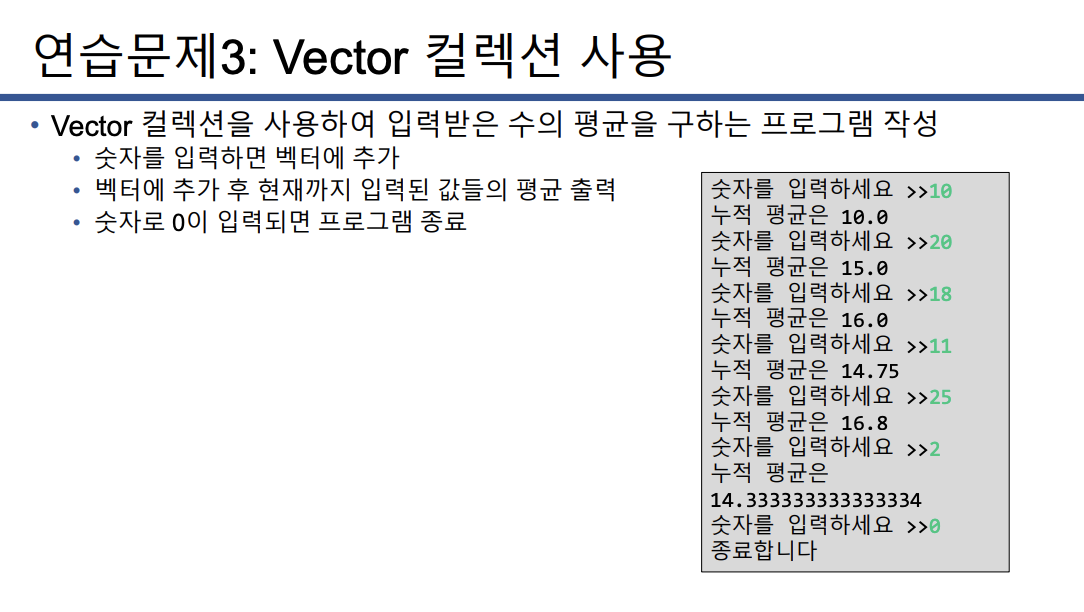 연습문제3: Vector 컬렉션 사용
• Vector 컬렉션을 사용하여 입력받은 수의 평균을 구하는 프로그램 작성
• 숫자를 입력하면 벡터에 추가
• 벡터에 추가 후 현재까지 입력된 값들의 평균 출력
• 숫자로 0이 입력되면 프로그램 종료
숫자를 입력하세요 >>10
누적 평균은 10.0
숫자를 입력하세요 >>20
누적 평균은 15.0
숫자를 입력하세요 >>18
누적 평균은 16.0
숫자를 입력하세요 >>11
누적 평균은 14.75
숫자를 입력하세요 >>25
누적 평균은 16.8
숫자를 입력하세요 >>2
누적 평균은
14.333333333333334
숫자를 입력하세요 >>0
종료합니다